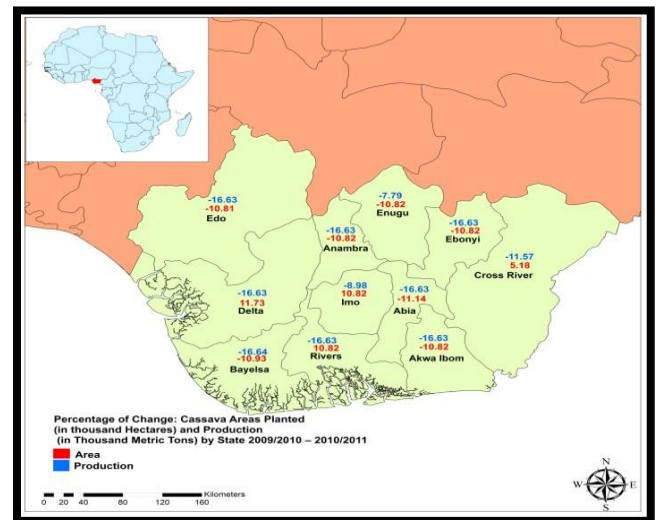 -16.63
-10.81
Edo
-7.79
-10.82
Enugu
-16.63
-10.82
Anambra
-16.63
-10.82
Ebonyi
-11.57
5.18
Cross River
-16.63
11.73
Delta
-8.98
10.82
Imo
-16.63
-11.14
Abia
-16.64
-10.93
Bayelsa
-16.63
10.82
Rivers
-16.63
-10.82
Akwa Ibom
Percentage of Change: Cassava Areas Planted
(in thousand Hectares) and Production
(in Thousand Metric Tons) by State 2009/2010 – 2010/2011
Area
Production
Kilometers
0 20 40 80 120 160
N
W E
S